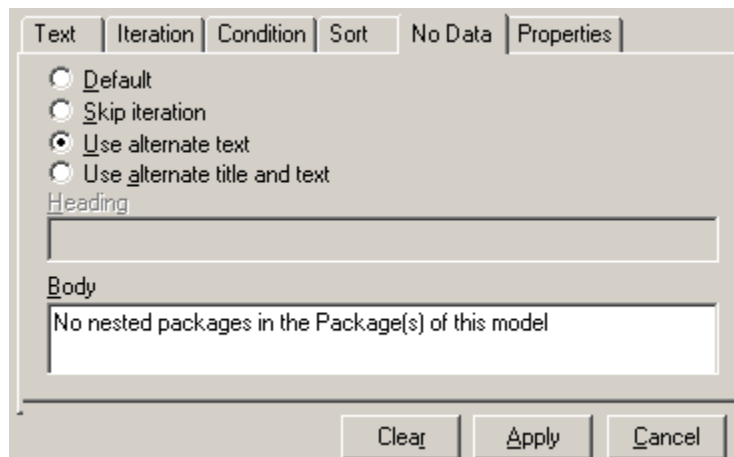 Text Iteration Condition Sort No Data Properties
Default
Skip iteration
Use alternate text
Use alternate title and text
Heading
Body
No nested packages in the Package(s) of this model
Clear Apply Cancel